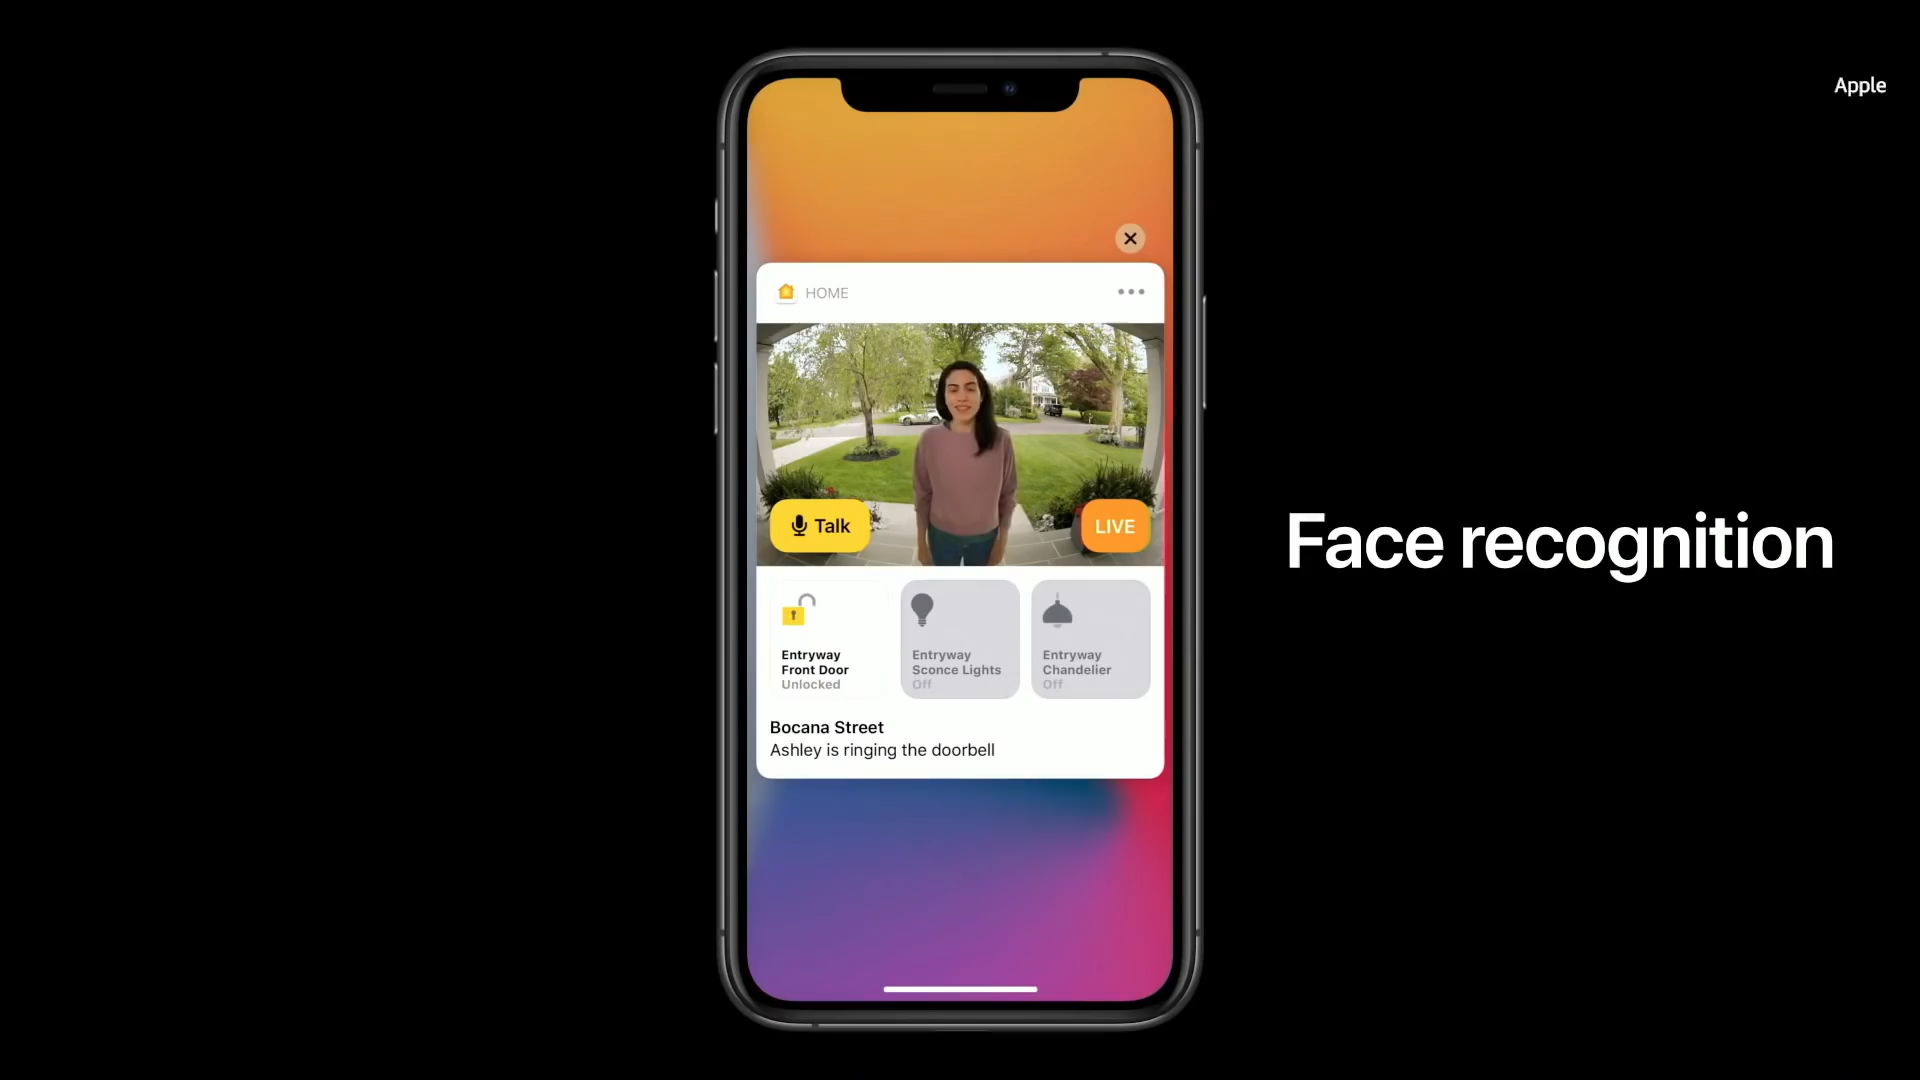 Apple
HOME
Talk
LIVE
Face recognition
Entryway
Front Door
Unlocked
Entryway
Sconce Lights
Off
Entryway
Chandelier
Off
Bocana Street
Ashley is ringing the doorbell